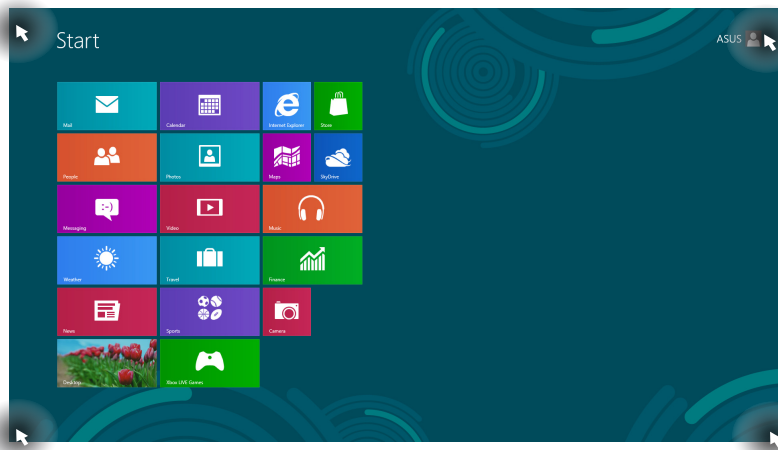 Start
ASUS
Mail
Calendar
Internet Explorer
Store
People
Photos
Maps
SkyDrive
Messaging
:-)
Video
Music
Weather
Travel
Finance
News
Sports
Camera
Desktop
Xbox LIVE Games